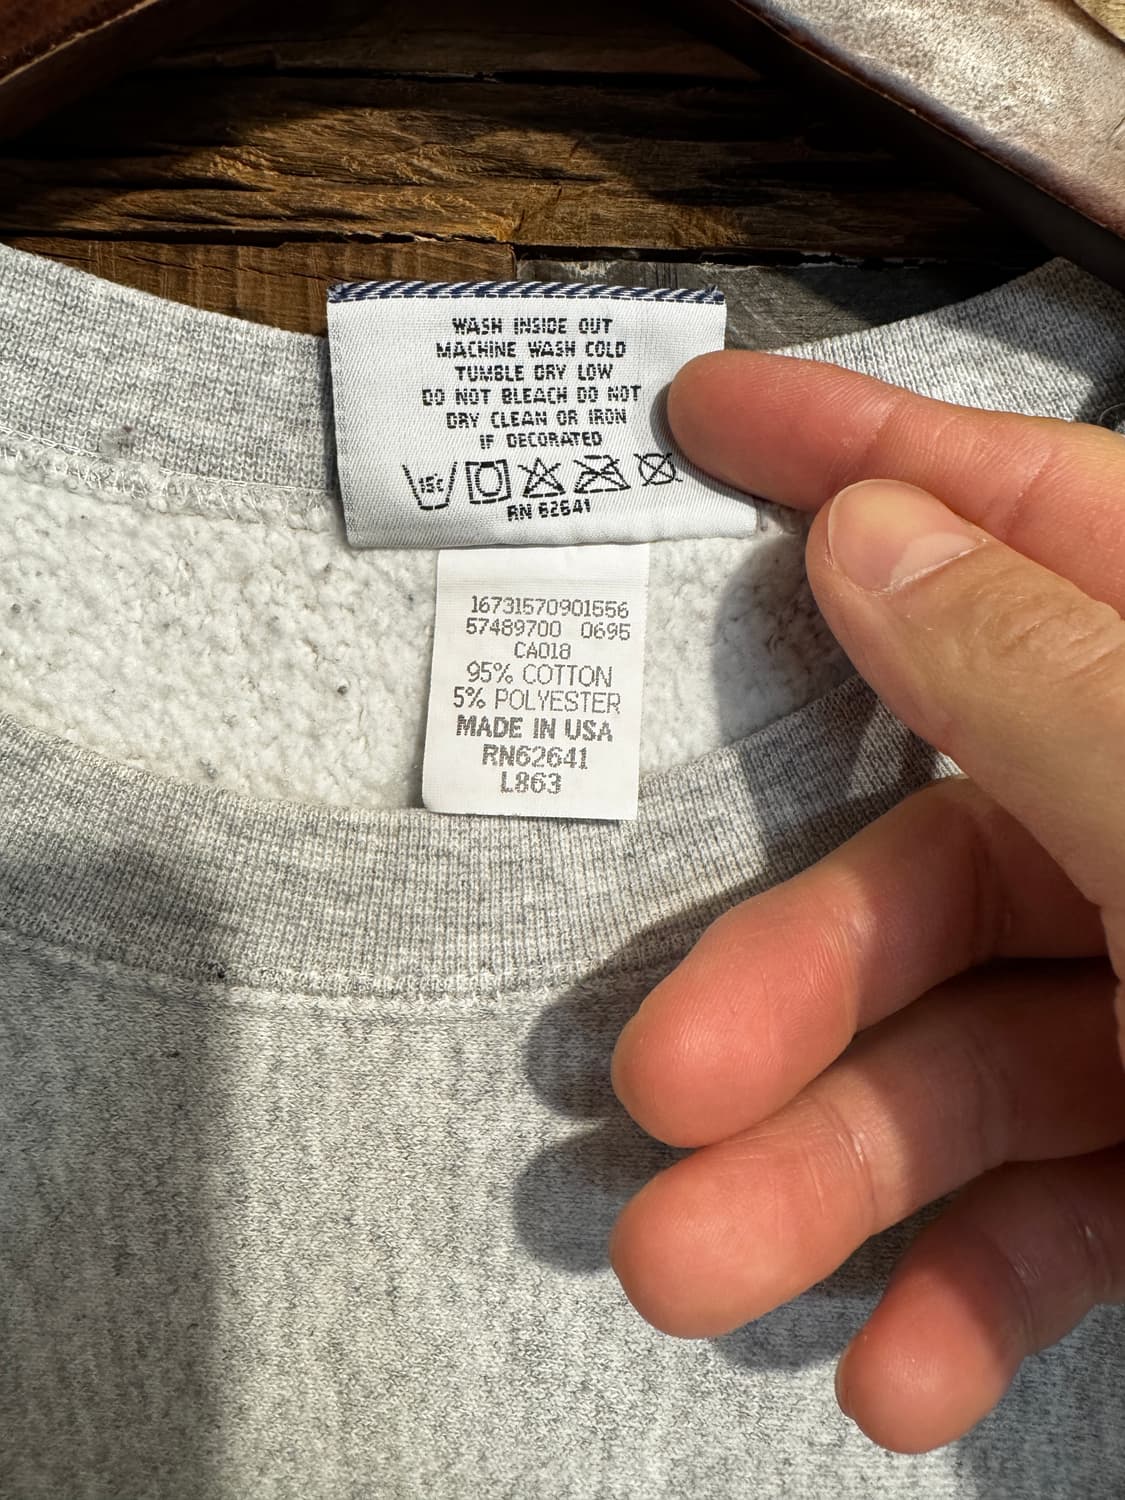 WASH INSIDE OUT
MACHINE WASH COLD
TUMBLE DRY LOW
DO NOT BLEACH DO NOT
DRY CLEAN OR IRON
IF DECORATED
15c
RN 62641
16731570901556
57489700 0695
CA018
95% COTTON
5% POLYESTER
MADE IN USA
RN62641
L863